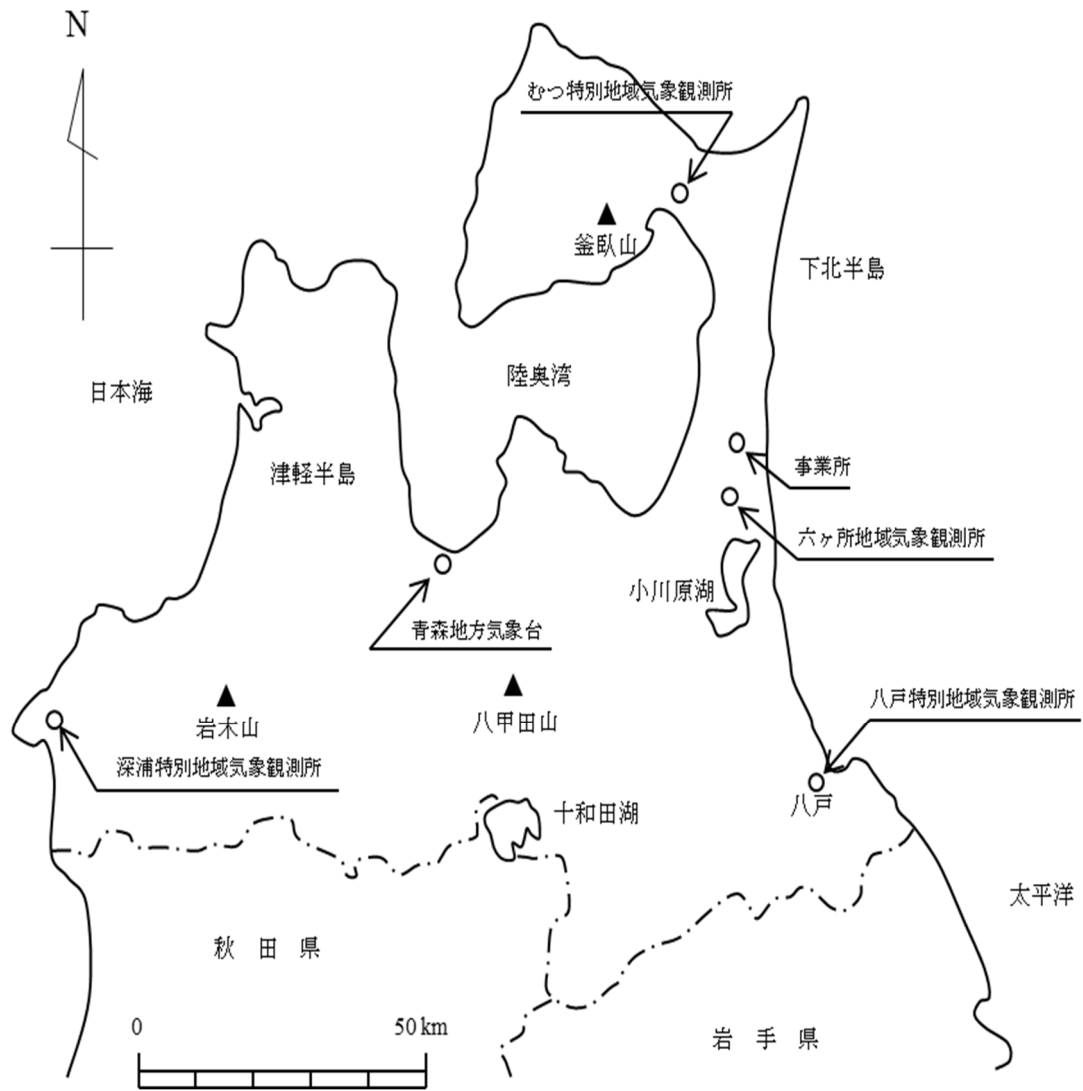 N
むつ特別地域気象観測所
釜臥山
下北半島
日本海
陸奥湾
津軽半島
事業所
六ヶ所地域気象観測所
小川原湖
青森地方気象台
八戸特別地域気象観測所
岩木山
八甲田山
深浦特別地域気象観測所
十和田湖
八戸
太平洋
秋田県
0
50 km
岩手県